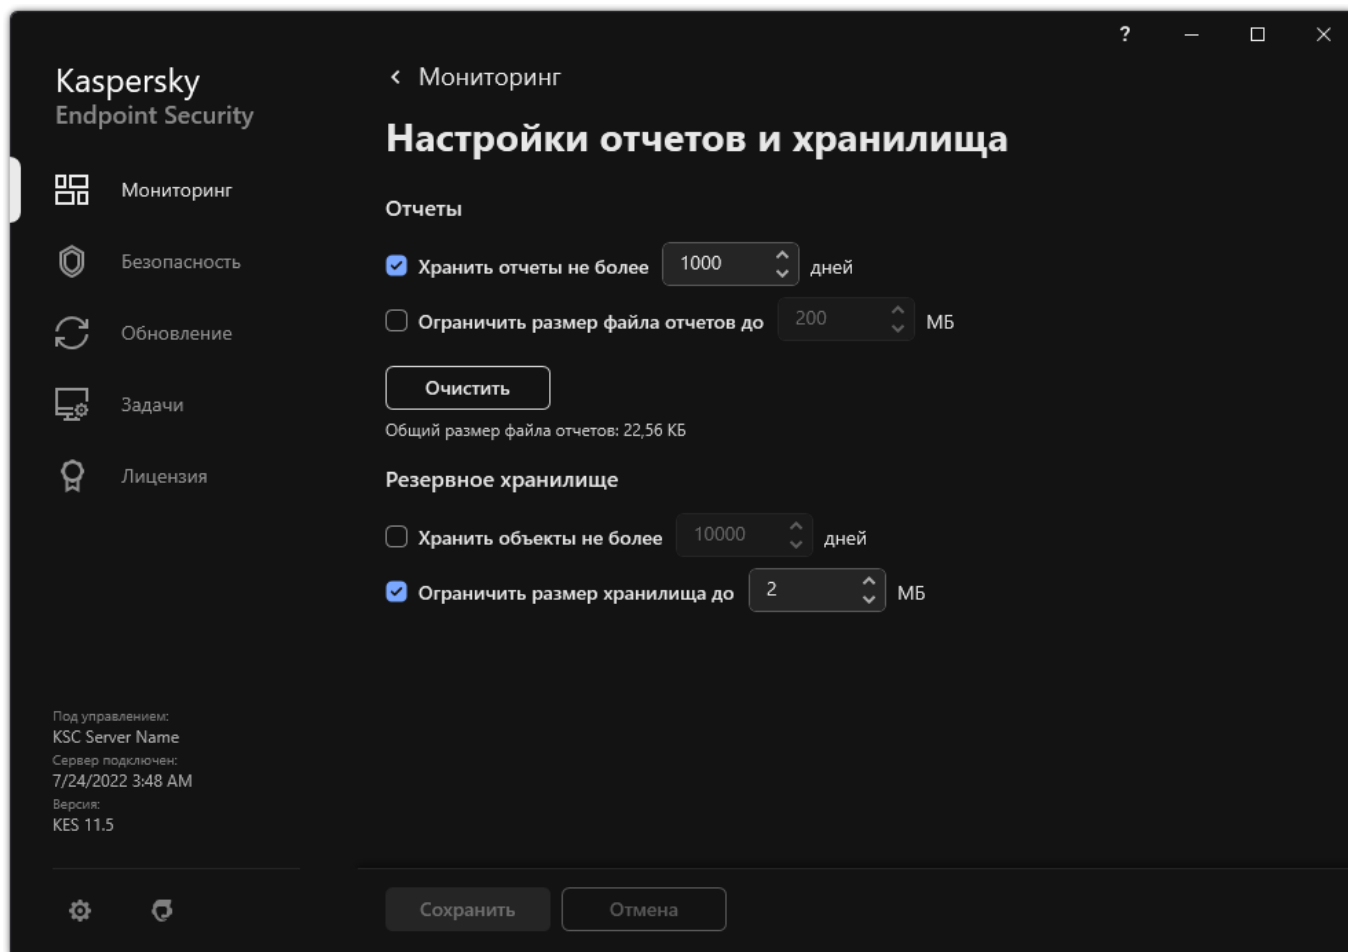 ?
Kaspersky
Endpoint Security
Мониторинг
Безопасность
Обновление
Задачи
Лицензия
Под управлением:
KSC Server Name
Сервер подключен:
7/24/2022 3:48 AM
Версия:
KES 11.5
Мониторинг
Настройки отчетов и хранилища
Отчеты
Хранить отчеты не более 1000 дней
Ограничить размер файла отчетов до 200 МБ
Очистить
Общий размер файла отчетов: 22,56 КБ
Резервное хранилище
Хранить объекты не более 10000 дней
Ограничить размер хранилища до 2 МБ
Сохранить Отмена